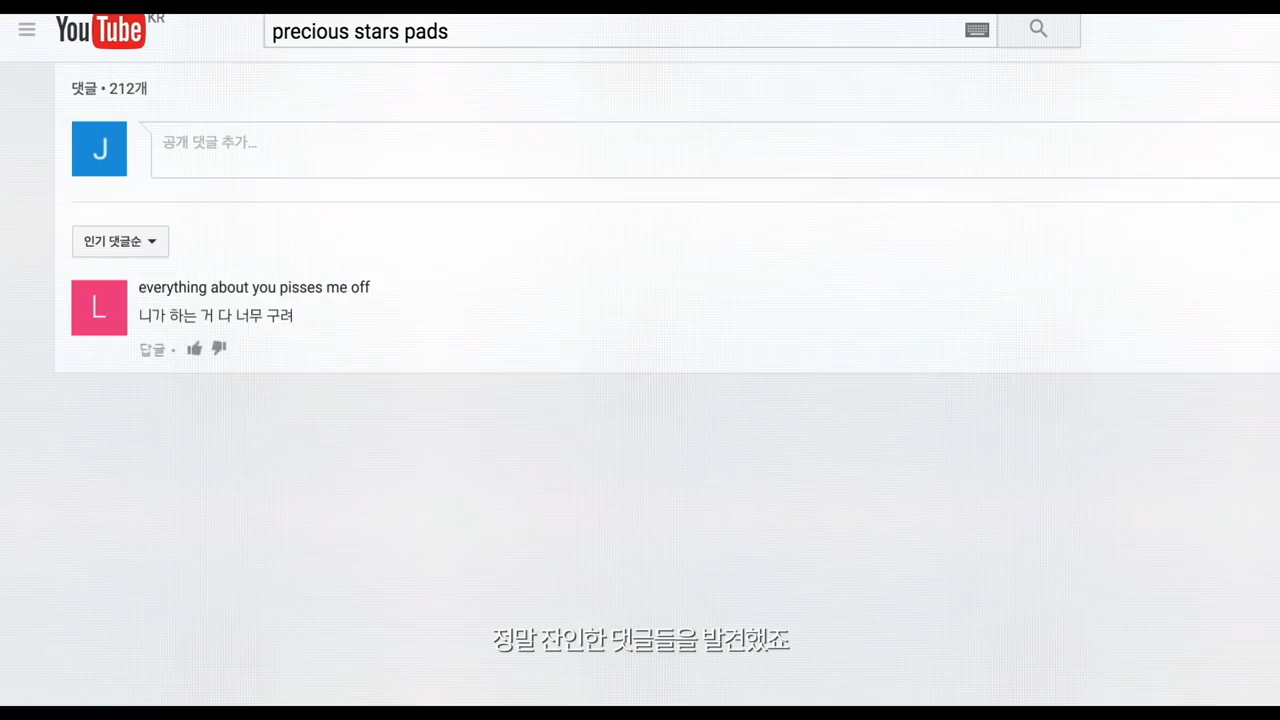 YouTube KR
precious stars pads
댓글 • 212개
J
공개 댓글 추가...
인기 댓글순
L
everything about you pisses me off
니가 하는 거 다 너무 구려
답글 •
정말 잔인한 댓글들을 발견했죠